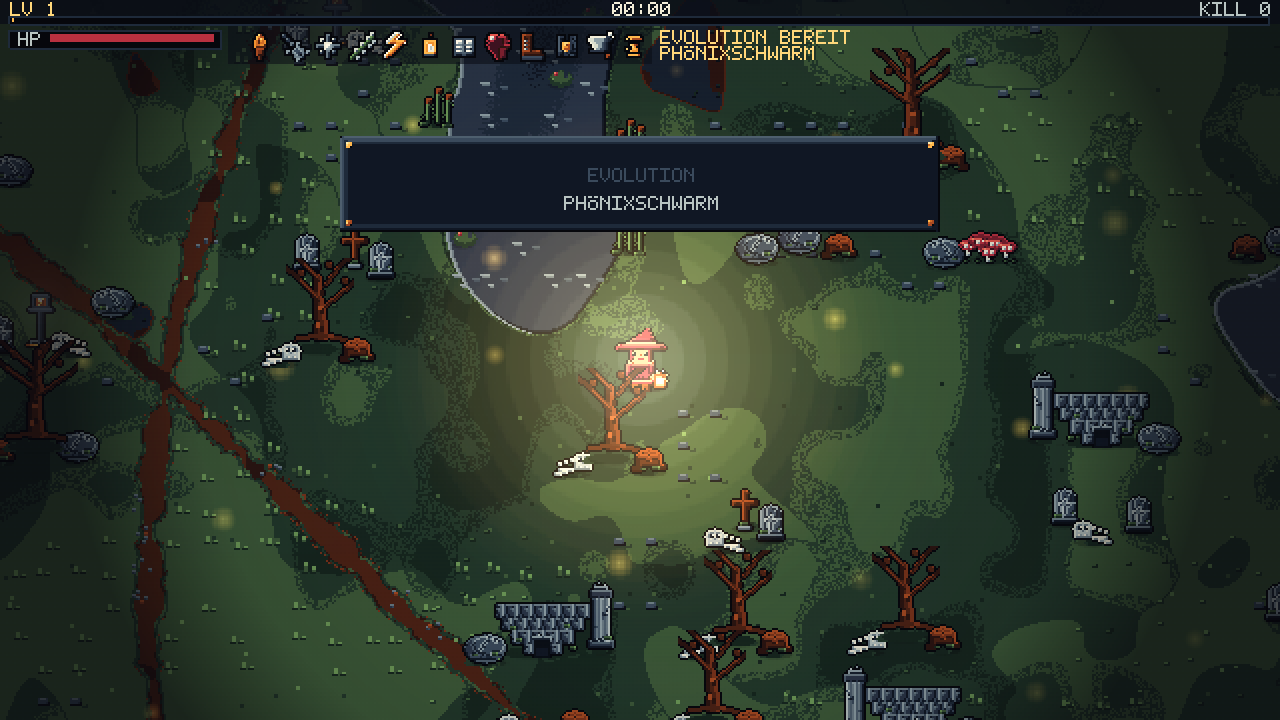 LV 1
00:00
KILL 0
HP
EVOLUTION BEREIT
PHöNIXSCHWARM
EVOLUTION
PHöNIXSCHWARM